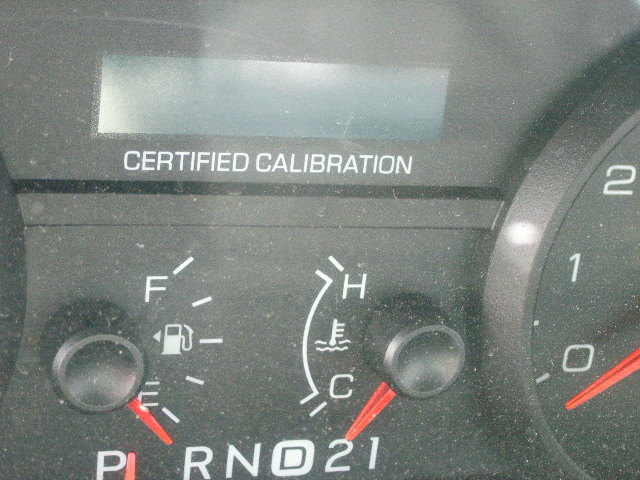 CERTIFIED CALIBRATION
F
E
H
C
2
1
0
P R N D 2 1